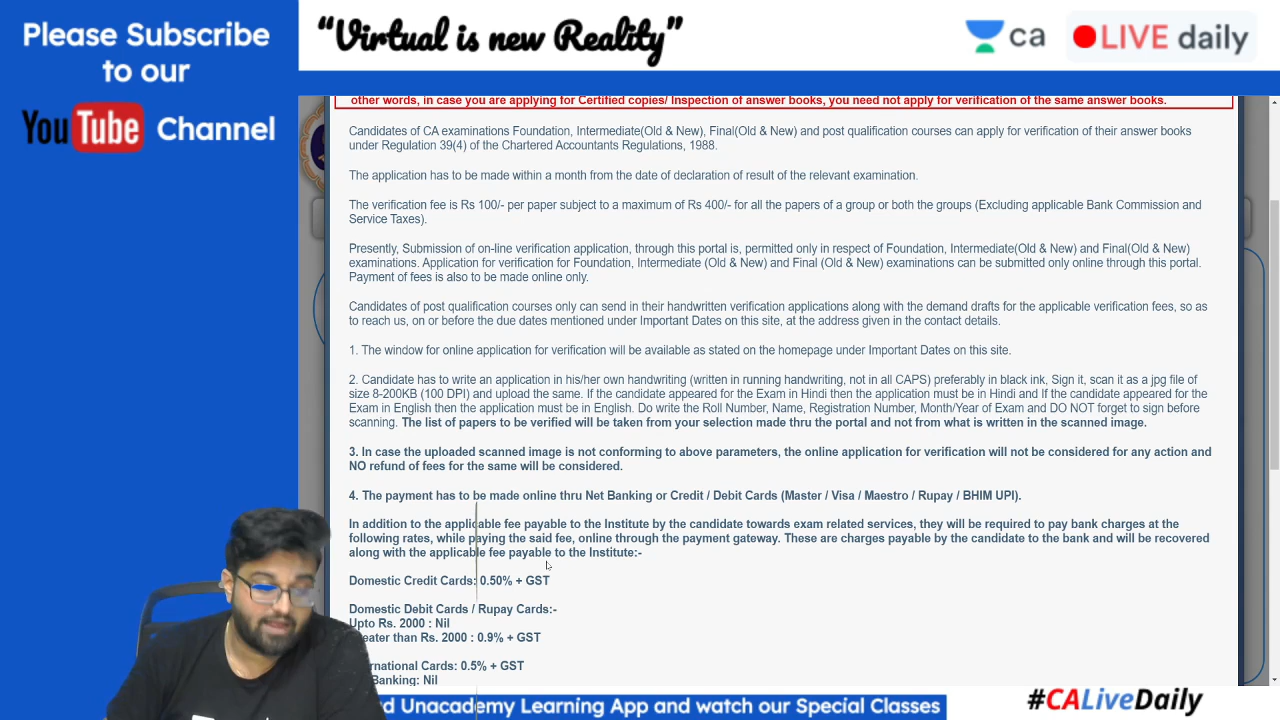 Please Subscribe
to our
YouTube Channel
“Virtual is new Reality”
ca
LIVE daily
other words, in case you are applying for Certified copies/ Inspection of answer books, you need not apply for verification of the same answer books.
Candidates of CA examinations Foundation, Intermediate(Old & New), Final(Old & New) and post qualification courses can apply for verification of their answer books
under Regulation 39(4) of the Chartered Accountants Regulations, 1988.
The application has to be made within a month from the date of declaration of result of the relevant examination.
The verification fee is Rs 100/- per paper subject to a maximum of Rs 400/- for all the papers of a group or both the groups (Excluding applicable Bank Commission and
Service Taxes).
Presently, Submission of on-line verification application, through this portal is, permitted only in respect of Foundation, Intermediate(Old & New) and Final(Old & New)
examinations. Application for verification for Foundation, Intermediate (Old & New) and Final (Old & New) examinations can be submitted only online through this portal.
Payment of fees is also to be made online only.
Candidates of post qualification courses only can send in their handwritten verification applications along with the demand drafts for the applicable verification fees, so as
to reach us, on or before the due dates mentioned under Important Dates on this site, at the address given in the contact details.
1. The window for online application for verification will be available as stated on the homepage under Important Dates on this site.
2. Candidate has to write an application in his/her own handwriting (written in running handwriting, not in all CAPS) preferably in black ink, Sign it, scan it as a jpg file of
size 8-200KB (100 DPI) and upload the same. If the candidate appeared for the Exam in Hindi then the application must be in Hindi and If the candidate appeared for the
Exam in English then the application must be in English. Do write the Roll Number, Name, Registration Number, Month/Year of Exam and DO NOT forget to sign before
scanning. The list of papers to be verified will be taken from your selection made thru the portal and not from what is written in the scanned image.
3. In case the uploaded scanned image is not conforming to above parameters, the online application for verification will not be considered for any action and
NO refund of fees for the same will be considered.
4. The payment has to be made online thru Net Banking or Credit / Debit Cards (Master / Visa / Maestro / Rupay / BHIM UPI).
In addition to the applicable fee payable to the Institute by the candidate towards exam related services, they will be required to pay bank charges at the
following rates, while paying the said fee, online through the payment gateway. These are charges payable by the candidate to the bank and will be recovered
along with the applicable fee payable to the Institute:-
Domestic Credit Cards: 0.50% + GST
Domestic Debit Cards / Rupay Cards:-
Upto Rs. 2000 : Nil
eater than Rs. 2000 : 0.9% + GST
rnational Cards: 0.5% + GST
Banking: Nil
d Unacademy Learning App and watch our Special Classes
#CALiveDaily